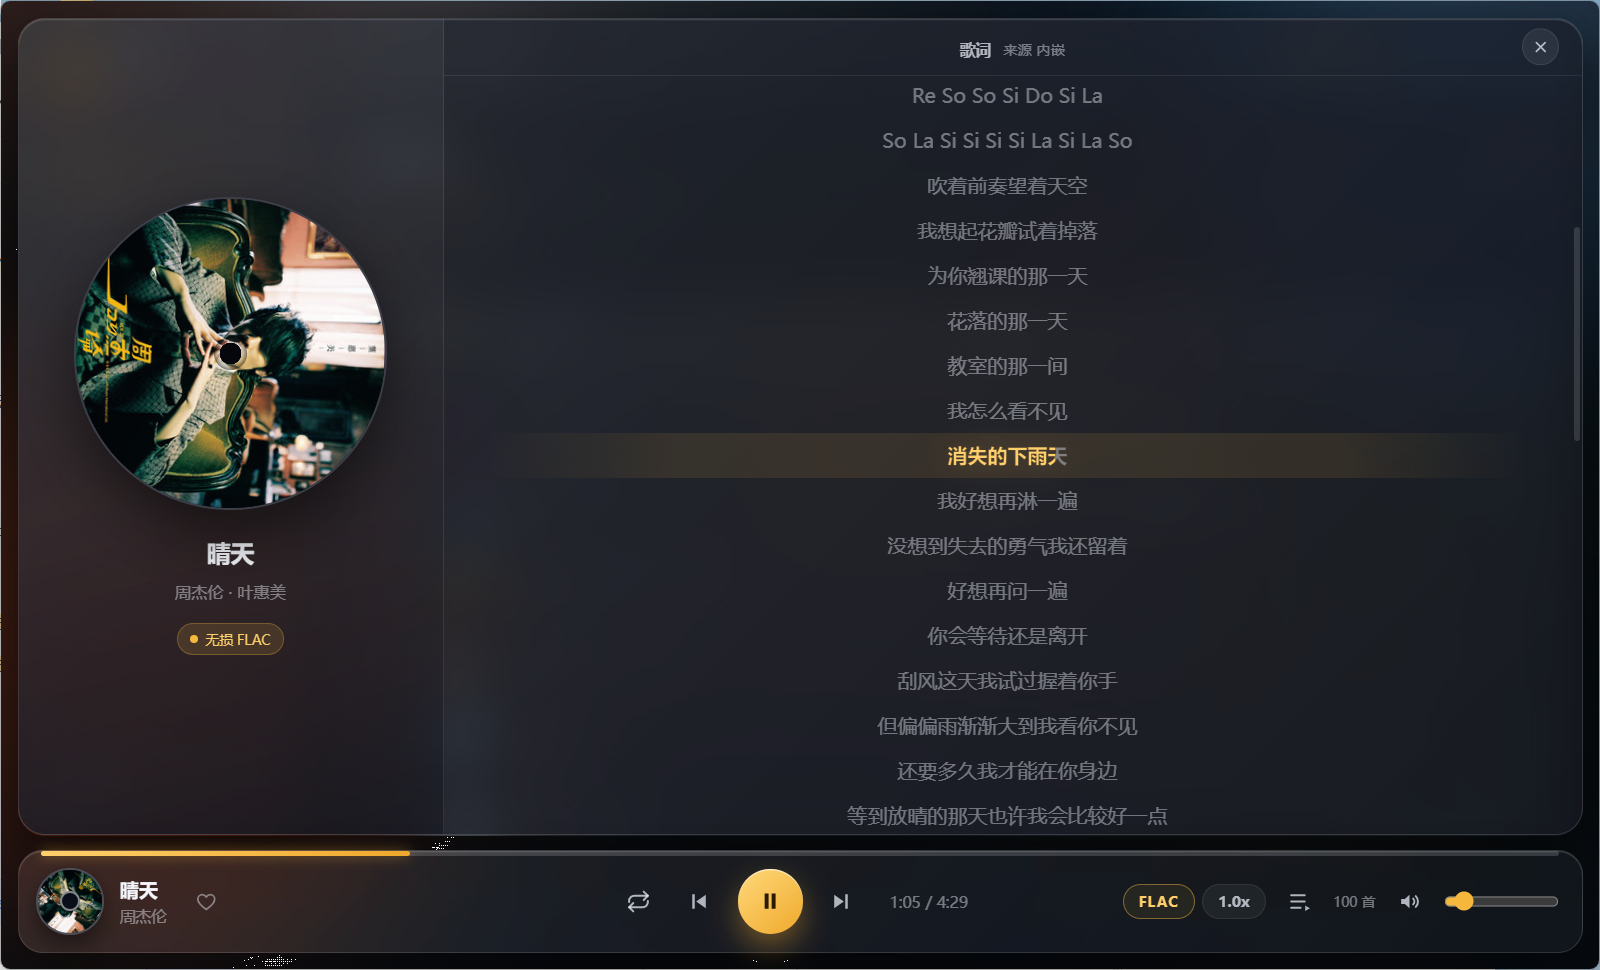 歌词 来源 内嵌
Re So So Si Do Si La
So La Si Si Si Si La Si La So
吹着前奏望着天空
我想起花瓣试着掉落
为你翘课的那一天
花落的那一天
教室的那一间
我怎么看不见
消失的下雨天
我好想再淋一遍
没想到失去的勇气我还留着
好想再问一遍
你会等待还是离开
刮风这天我试过握着你手
但偏偏雨渐渐大到我看你不见
还要多久我才能在你身边
等到放晴的那天也许我会比较好一点
周杰伦
晴天
周杰伦 · 叶惠美
无损 FLAC
晴天
周杰伦
1:05 / 4:29
FLAC
1.0x
100 首